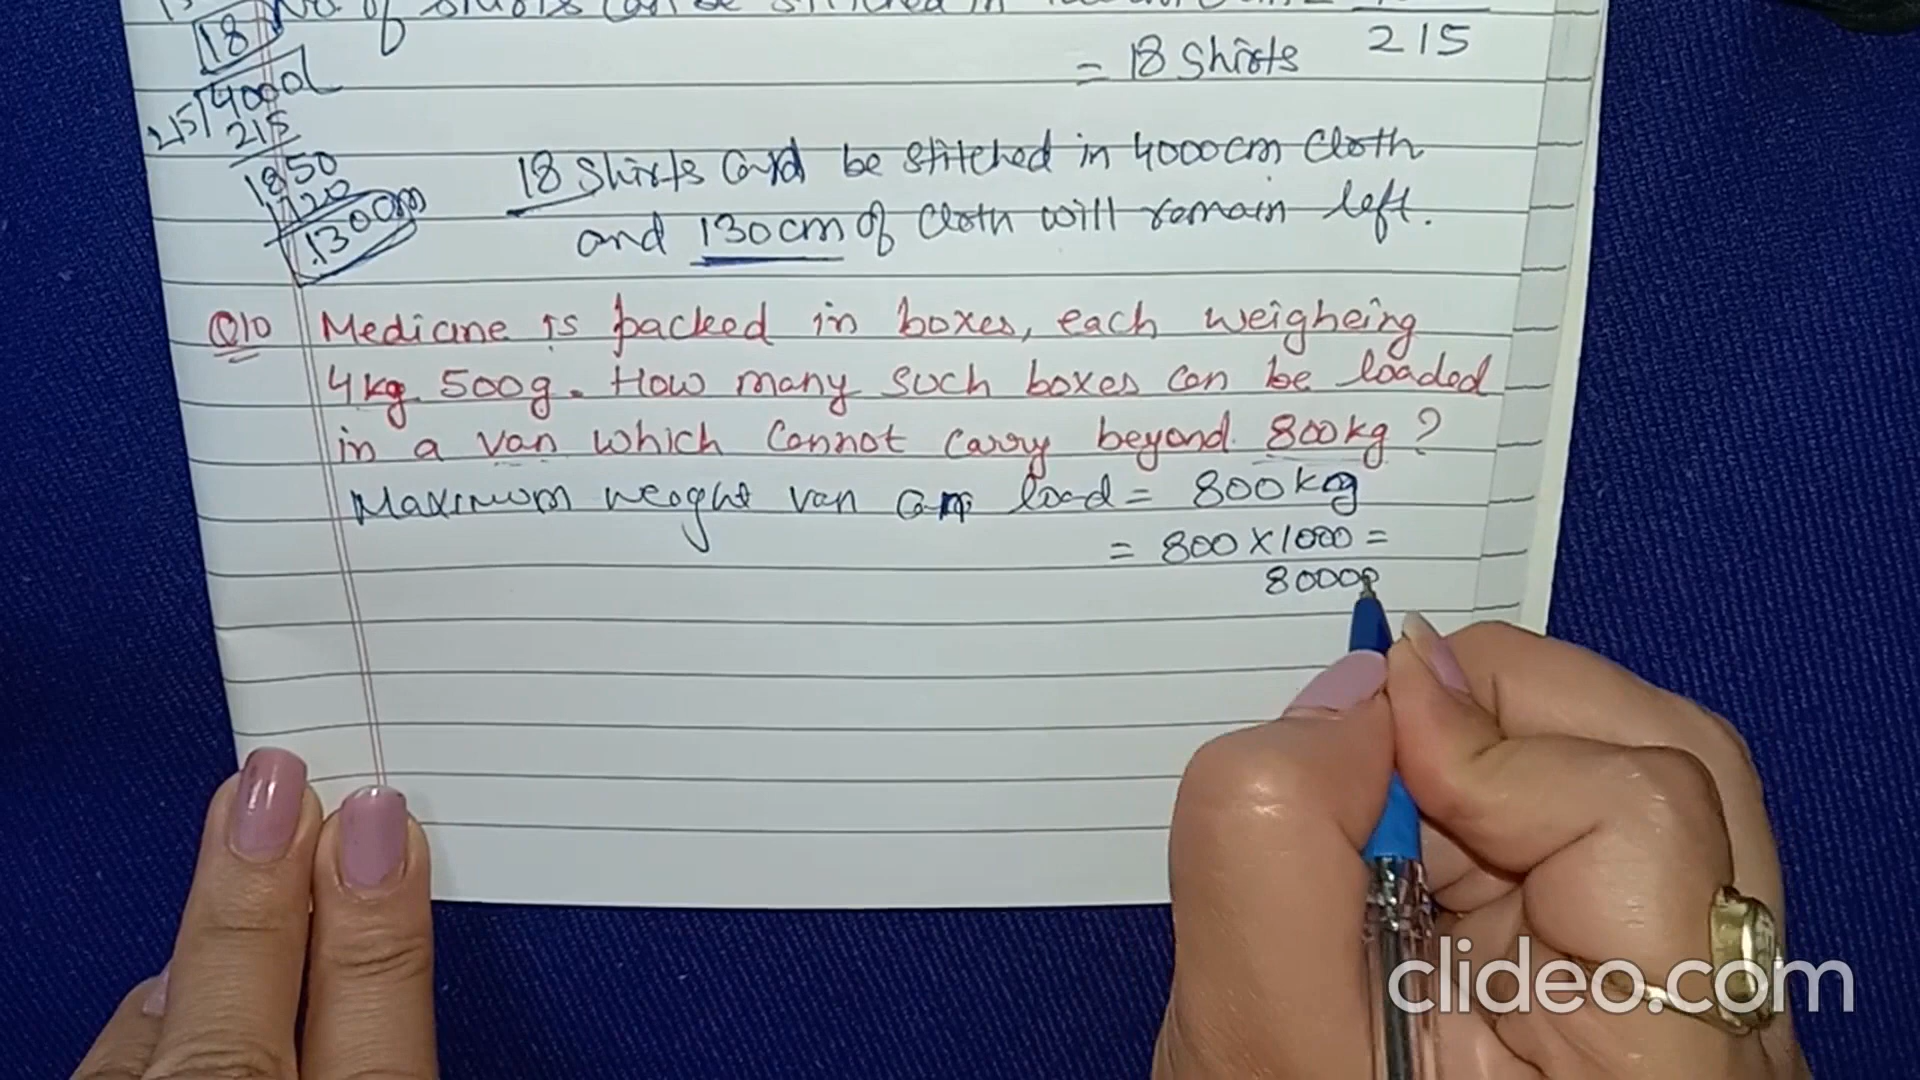 18
= 18 Shirts
215
4000
215
215
1850
1720
130cm
18 Shirts can be stitched in 4000cm cloth
and 130cm of cloth will remain left.
Q10 Medicine is packed in boxes, each weigheing
4kg 500g. How many such boxes can be loaded
in a van which cannot carry beyond 800kg?
Maximum weight van can load = 800kg
= 800 × 1000 =
80000
clideo.com